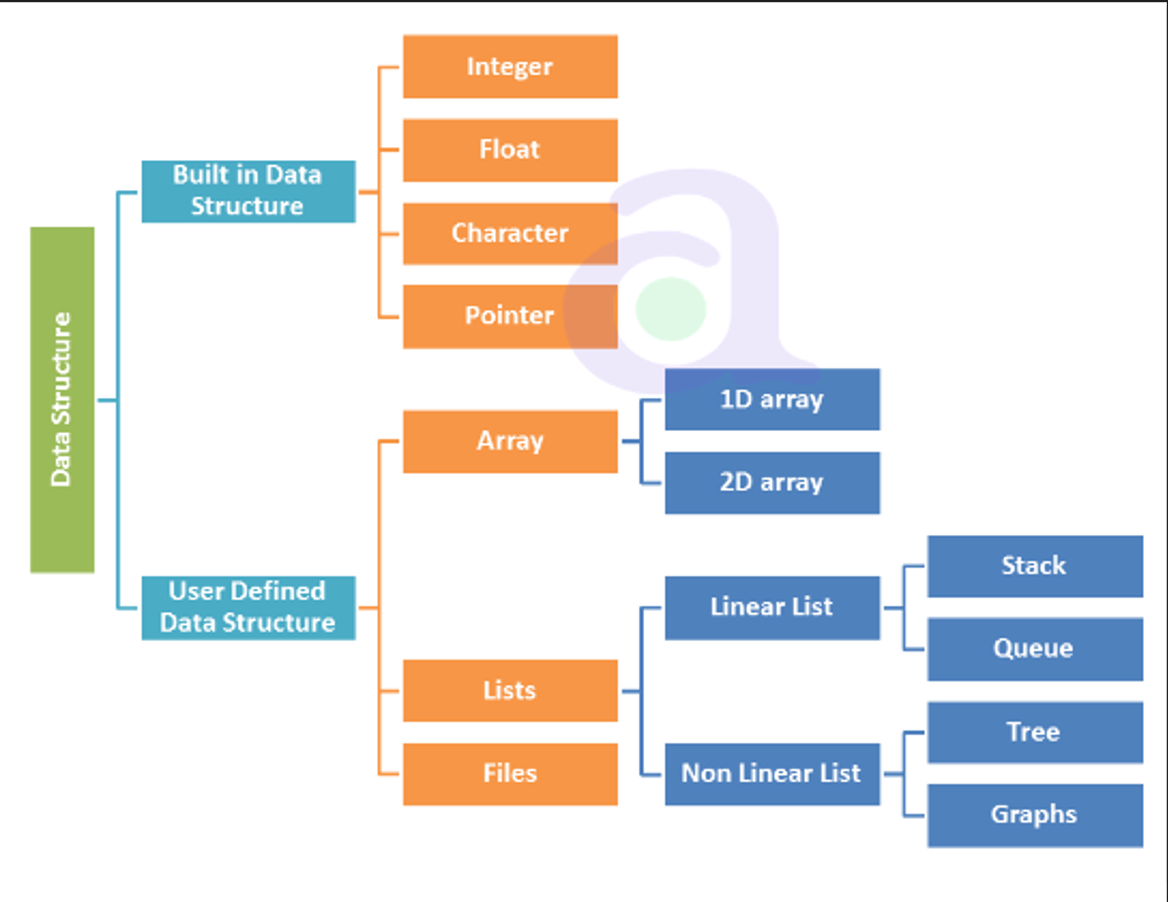 Data Structure
Built in Data
Structure
Integer
Float
Character
Pointer
User Defined
Data Structure
Array
1D array
2D array
Lists
Linear List
Stack
Queue
Non Linear List
Tree
Graphs
Files